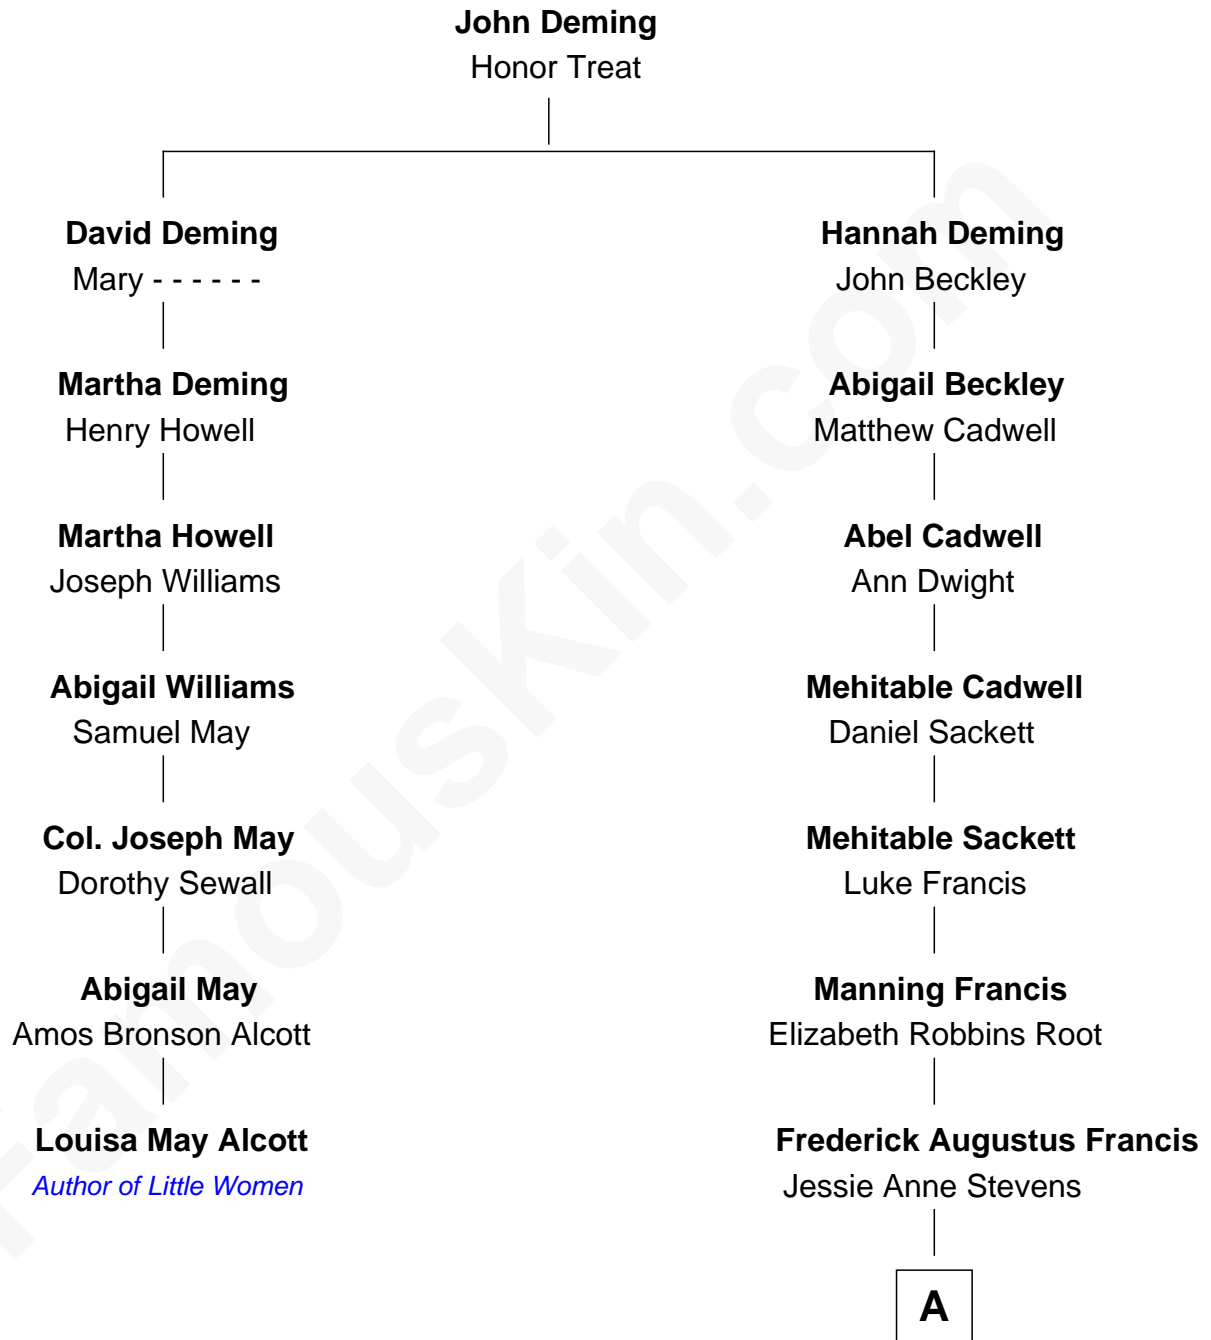 John Deming
Honor Treat
David Deming
Mary - - - - - -
Hannah Deming
John Beckley
Martha Deming
Henry Howell
Abigail Beckley
Matthew Cadwell
Martha Howell
Joseph Williams
Abel Cadwell
Ann Dwight
Abigail Williams
Samuel May
Mehitable Cadwell
Daniel Sackett
Col. Joseph May
Dorothy Sewall
Mehitable Sackett
Luke Francis
Abigail May
Amos Bronson Alcott
Manning Francis
Elizabeth Robbins Root
Louisa May Alcott
Author of Little Women
Frederick Augustus Francis
Jessie Anne Stevens
A
FamousKin.com